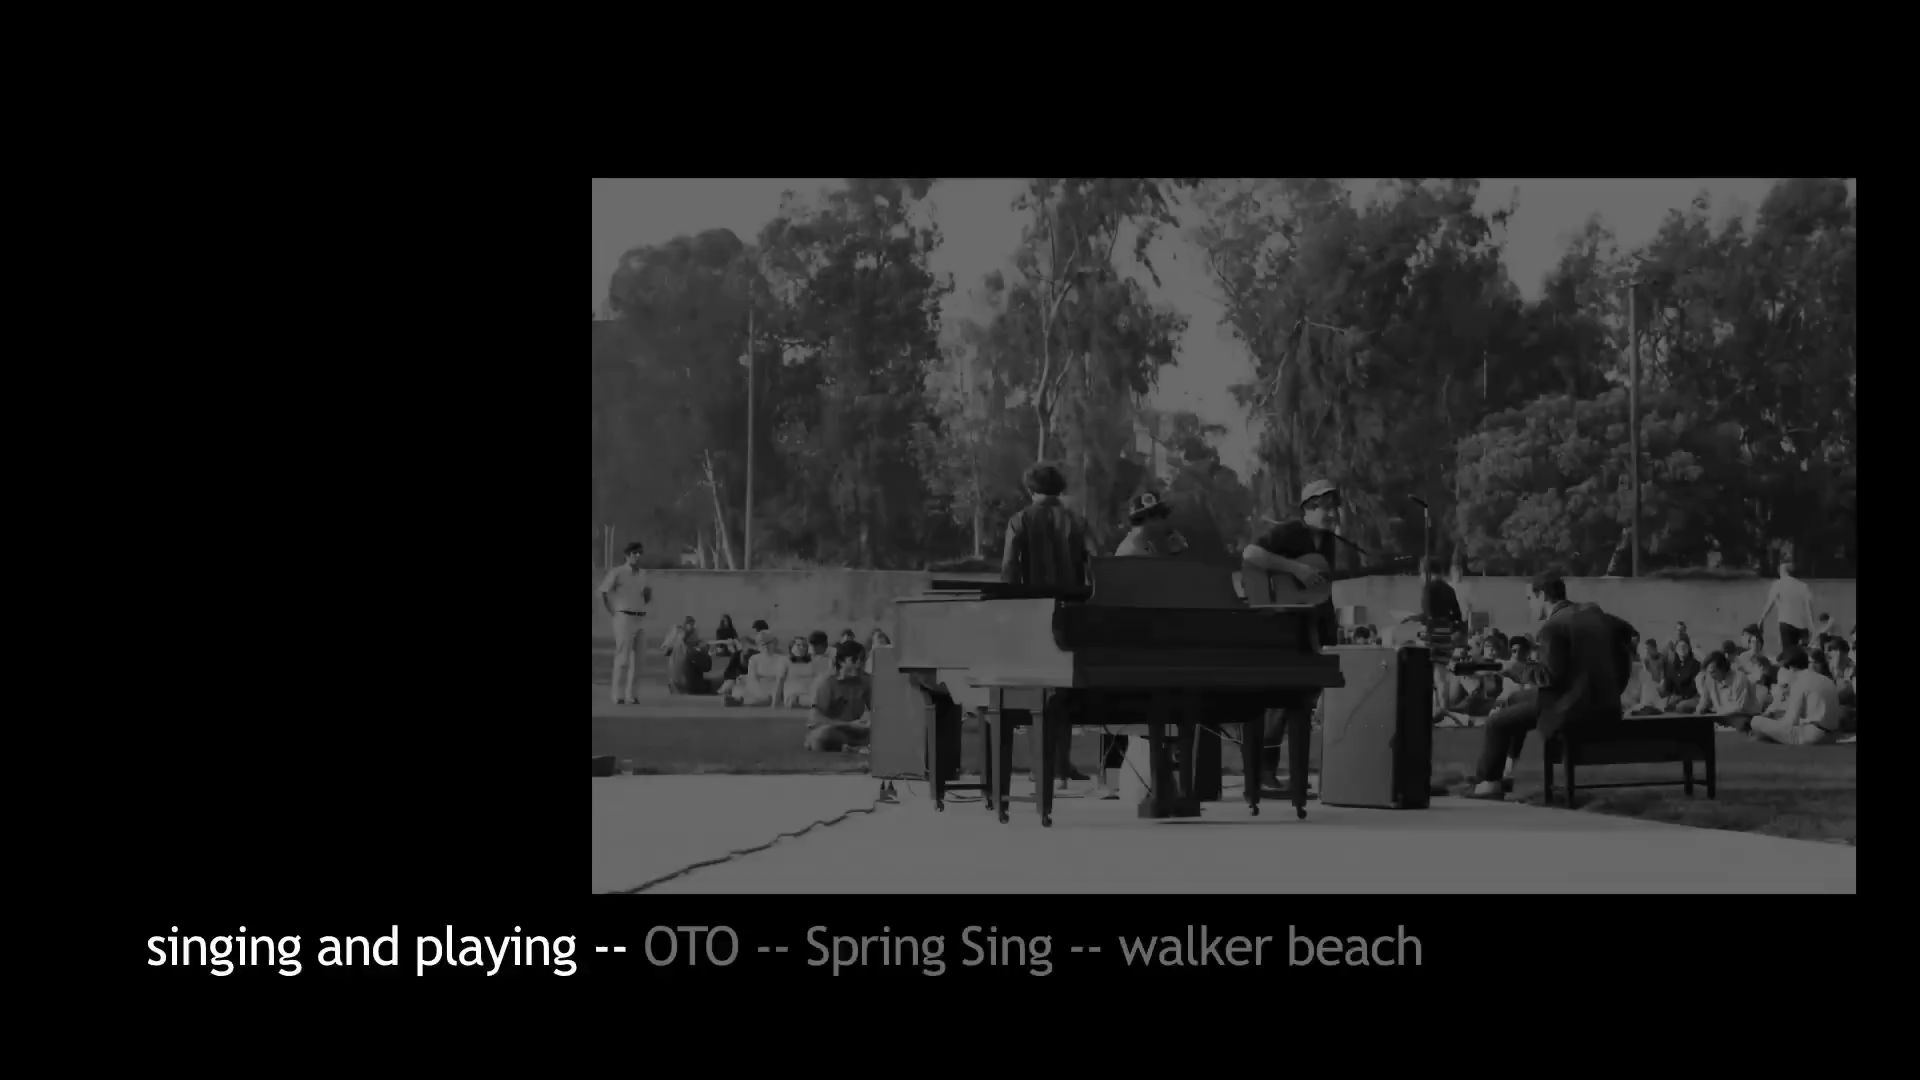 singing and playing -- OTO -- Spring Sing -- walker beach